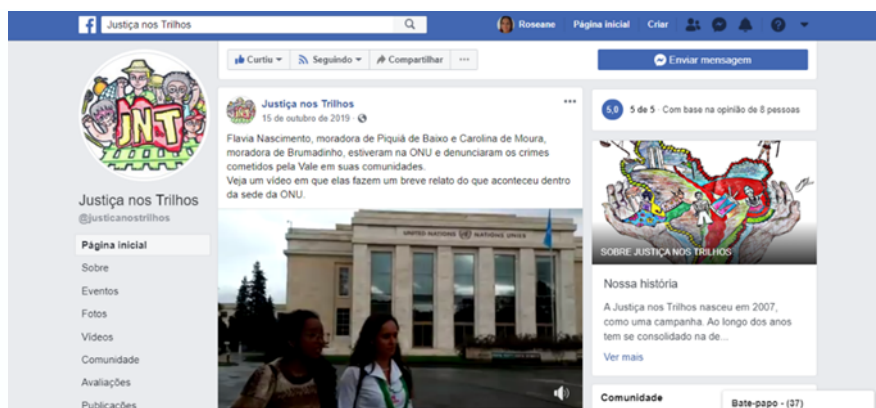 Justiça nos Trilhos
Roseane Página inicial Criar
JNT
Justiça nos Trilhos
@justicanostrilhos
Página inicial
Sobre
Eventos
Fotos
Vídeos
Comunidade
Avaliações
Publicações
Curtiu Seguindo Compartilhar
Justiça nos Trilhos
15 de outubro de 2019
Flavia Nascimento, moradora de Piquiá de Baixo e Carolina de Moura,
moradora de Brumadinho, estiveram na ONU e denunciaram os crimes
cometidos pela Vale em suas comunidades.
Veja um vídeo em que elas fazem um breve relato do que aconteceu dentro
da sede da ONU.
UNITED NATIONS NATIONS UNIES
Enviar mensagem
5,0 5 de 5 · Com base na opinião de 8 pessoas
SOBRE JUSTIÇA NOS TRILHOS
Nossa história
A Justiça nos Trilhos nasceu em 2007,
como uma campanha. Ao longo dos anos
tem se consolidado na de...
Ver mais
Comunidade
Bate-papo - (37)